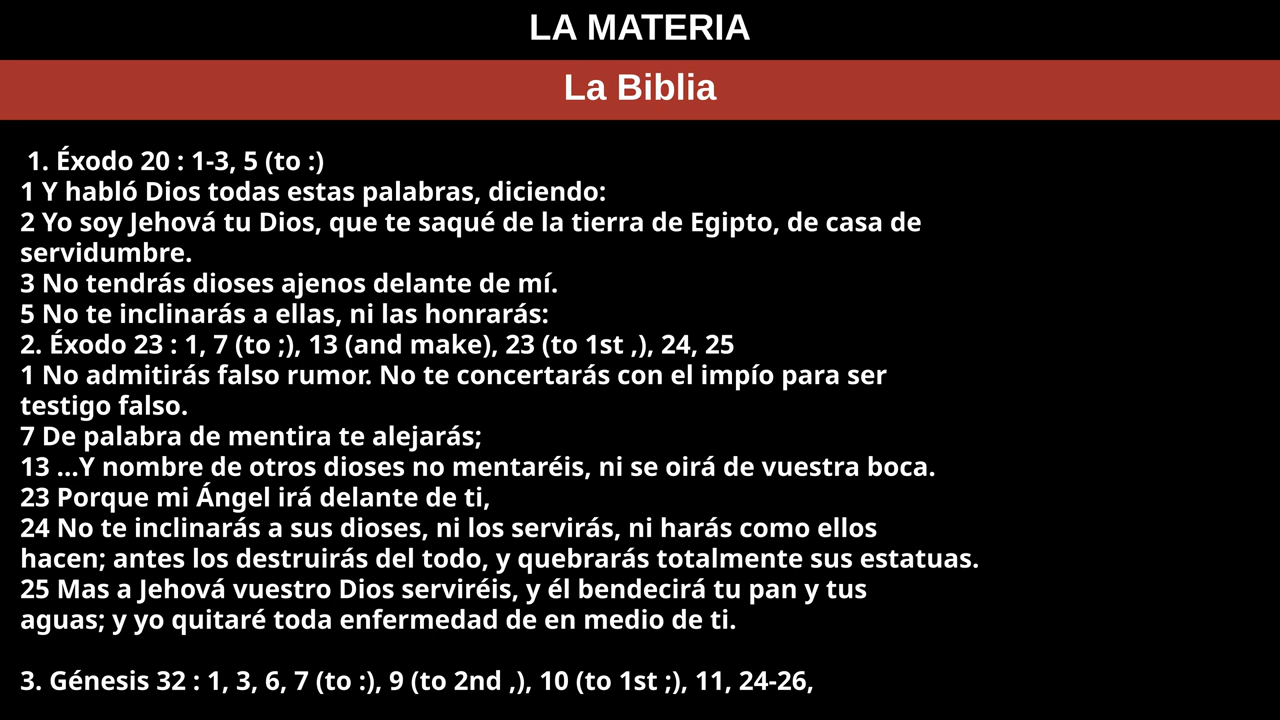 LA MATERIA
La Biblia
1. Éxodo 20 : 1-3, 5 (to :)
1 Y habló Dios todas estas palabras, diciendo:
2 Yo soy Jehová tu Dios, que te saqué de la tierra de Egipto, de casa de
servidumbre.
3 No tendrás dioses ajenos delante de mí.
5 No te inclinarás a ellas, ni las honrarás:
2. Éxodo 23 : 1, 7 (to ;), 13 (and make), 23 (to 1st ,), 24, 25
1 No admitirás falso rumor. No te concertarás con el impío para ser
testigo falso.
7 De palabra de mentira te alejarás;
13 ...Y nombre de otros dioses no mentaréis, ni se oirá de vuestra boca.
23 Porque mi Ángel irá delante de ti,
24 No te inclinarás a sus dioses, ni los servirás, ni harás como ellos
hacen; antes los destruirás del todo, y quebrarás totalmente sus estatuas.
25 Mas a Jehová vuestro Dios serviréis, y él bendecirá tu pan y tus
aguas; y yo quitaré toda enfermedad de en medio de ti.
3. Génesis 32 : 1, 3, 6, 7 (to :), 9 (to 2nd ,), 10 (to 1st ;), 11, 24-26,